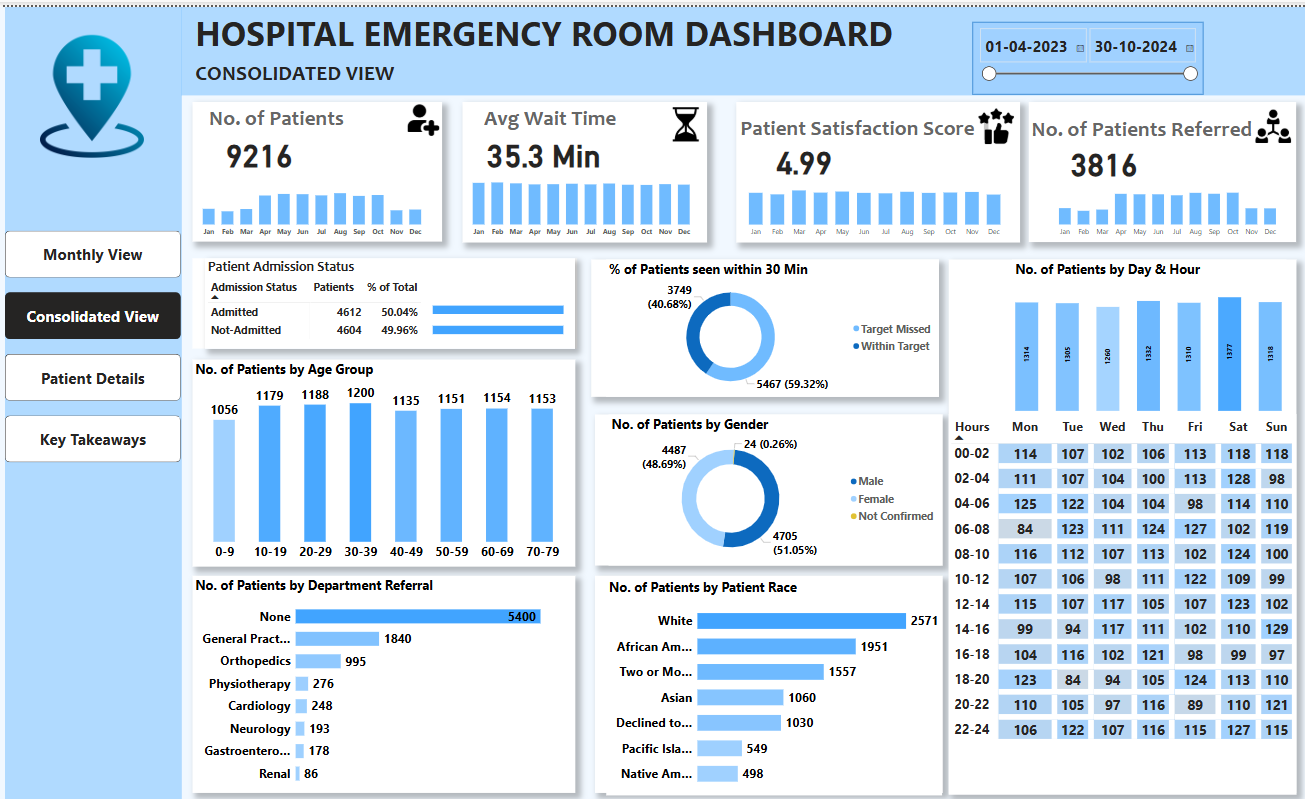 HOSPITAL EMERGENCY ROOM DASHBOARD
CONSOLIDATED VIEW
01-04-2023 30-10-2024
Monthly View
Consolidated View
Patient Details
Key Takeaways
No. of Patients
9216
Jan Feb Mar Apr May Jun Jul Aug Sep Oct Nov Dec
Avg Wait Time
35.3 Min
Jan Feb Mar Apr May Jun Jul Aug Sep Oct Nov Dec
Patient Satisfaction Score
4.99
Jan Feb Mar Apr May Jun Jul Aug Sep Oct Nov Dec
No. of Patients Referred
3816
Jan Feb Mar Apr May Jun Jul Aug Sep Oct Nov Dec
Patient Admission Status
Admission Status Patients % of Total
Admitted 4612 50.04%
Not-Admitted 4604 49.96%
No. of Patients by Age Group
1056 1179 1188 1200 1135 1151 1154 1153
0-9 10-19 20-29 30-39 40-49 50-59 60-69 70-79
No. of Patients by Department Referral
None 5400
General Pract... 1840
Orthopedics 995
Physiotherapy 276
Cardiology 248
Neurology 193
Gastroentero... 178
Renal 86
% of Patients seen within 30 Min
3749
(40.68%)
Target Missed
Within Target
5467 (59.32%)
No. of Patients by Gender
24 (0.26%)
4487
(48.69%)
Male
Female
Not Confirmed
4705
(51.05%)
No. of Patients by Patient Race
White 2571
African Am... 1951
Two or Mo... 1557
Asian 1060
Declined to... 1030
Pacific Isla... 549
Native Am... 498
No. of Patients by Day & Hour
1314 1305 1260 1332 1310 1377 1318
Hours Mon Tue Wed Thu Fri Sat Sun
00-02 114 107 102 106 113 118 118
02-04 111 107 104 100 113 128 98
04-06 125 122 104 104 98 114 110
06-08 84 123 111 124 127 102 119
08-10 116 112 107 113 102 124 100
10-12 107 106 98 111 122 109 99
12-14 115 107 117 105 107 123 102
14-16 99 94 117 111 102 110 129
16-18 104 116 102 121 98 99 97
18-20 123 84 94 105 124 113 110
20-22 110 105 97 116 89 110 121
22-24 106 122 107 116 115 127 115